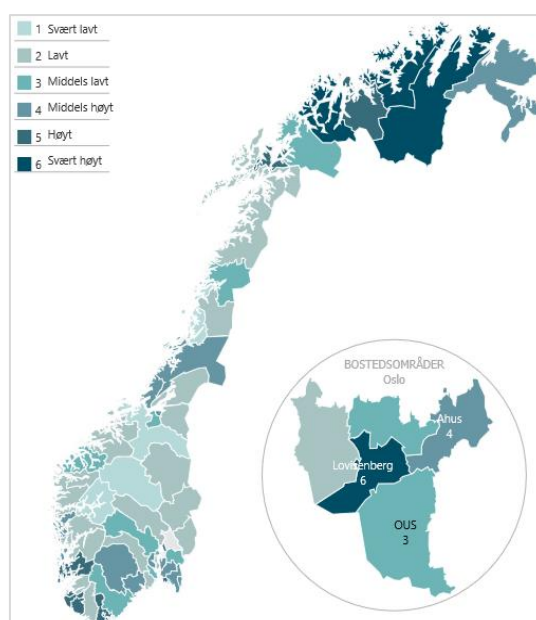 1 Svært lavt
2 Lavt
3 Middels lavt
4 Middels høyt
5 Høyt
6 Svært høyt
BOSTEDSOMRÅDER
Oslo
Ahus
4
Lovisenberg
6
OUS
3